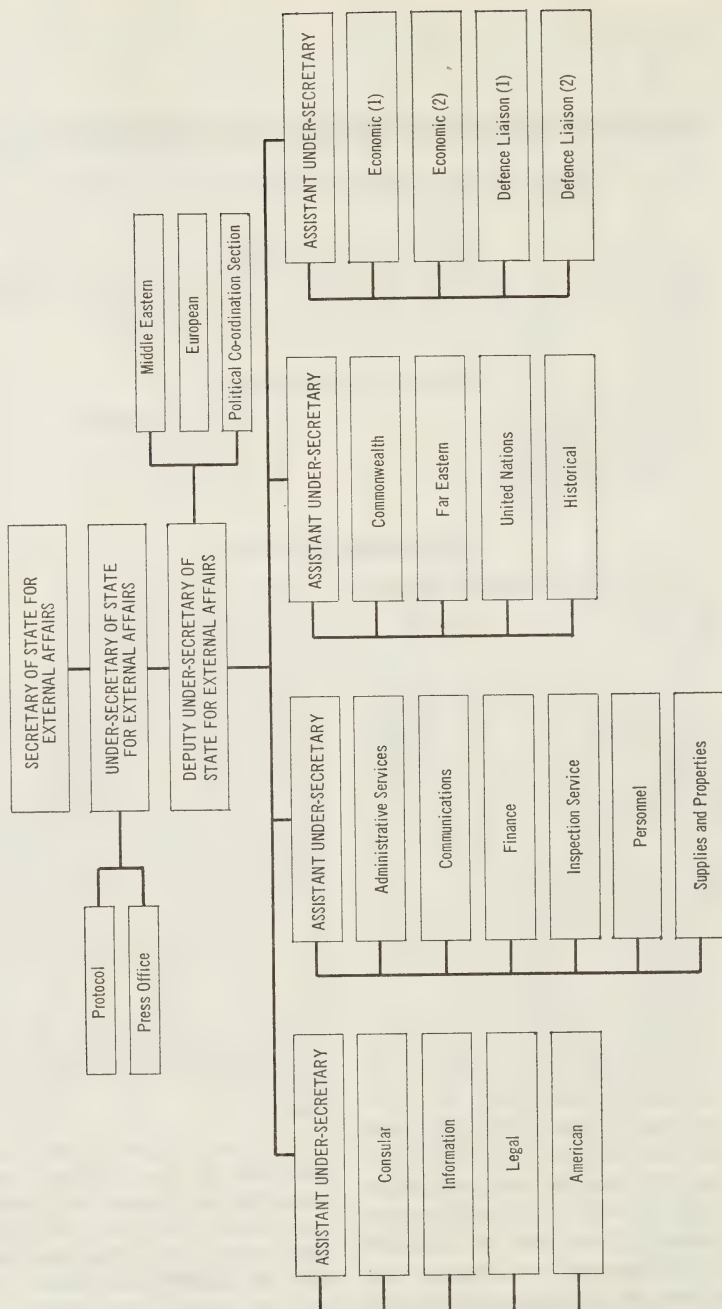 SECRETARY OF STATE FOR
EXTERNAL AFFAIRS
UNDER-SECRETARY OF STATE
FOR EXTERNAL AFFAIRS
Protocol
Press Office
DEPUTY UNDER-SECRETARY OF
STATE FOR EXTERNAL AFFAIRS
Middle Eastern
European
Political Co-ordination Section
ASSISTANT UNDER-SECRETARY
Consular
Information
Legal
American
ASSISTANT UNDER-SECRETARY
Administrative Services
Communications
Finance
Inspection Service
Personnel
Supplies and Properties
ASSISTANT UNDER-SECRETARY
Commonwealth
Far Eastern
United Nations
Historical
ASSISTANT UNDER-SECRETARY
Economic (1)
Economic (2)
Defence Liaison (1)
Defence Liaison (2)